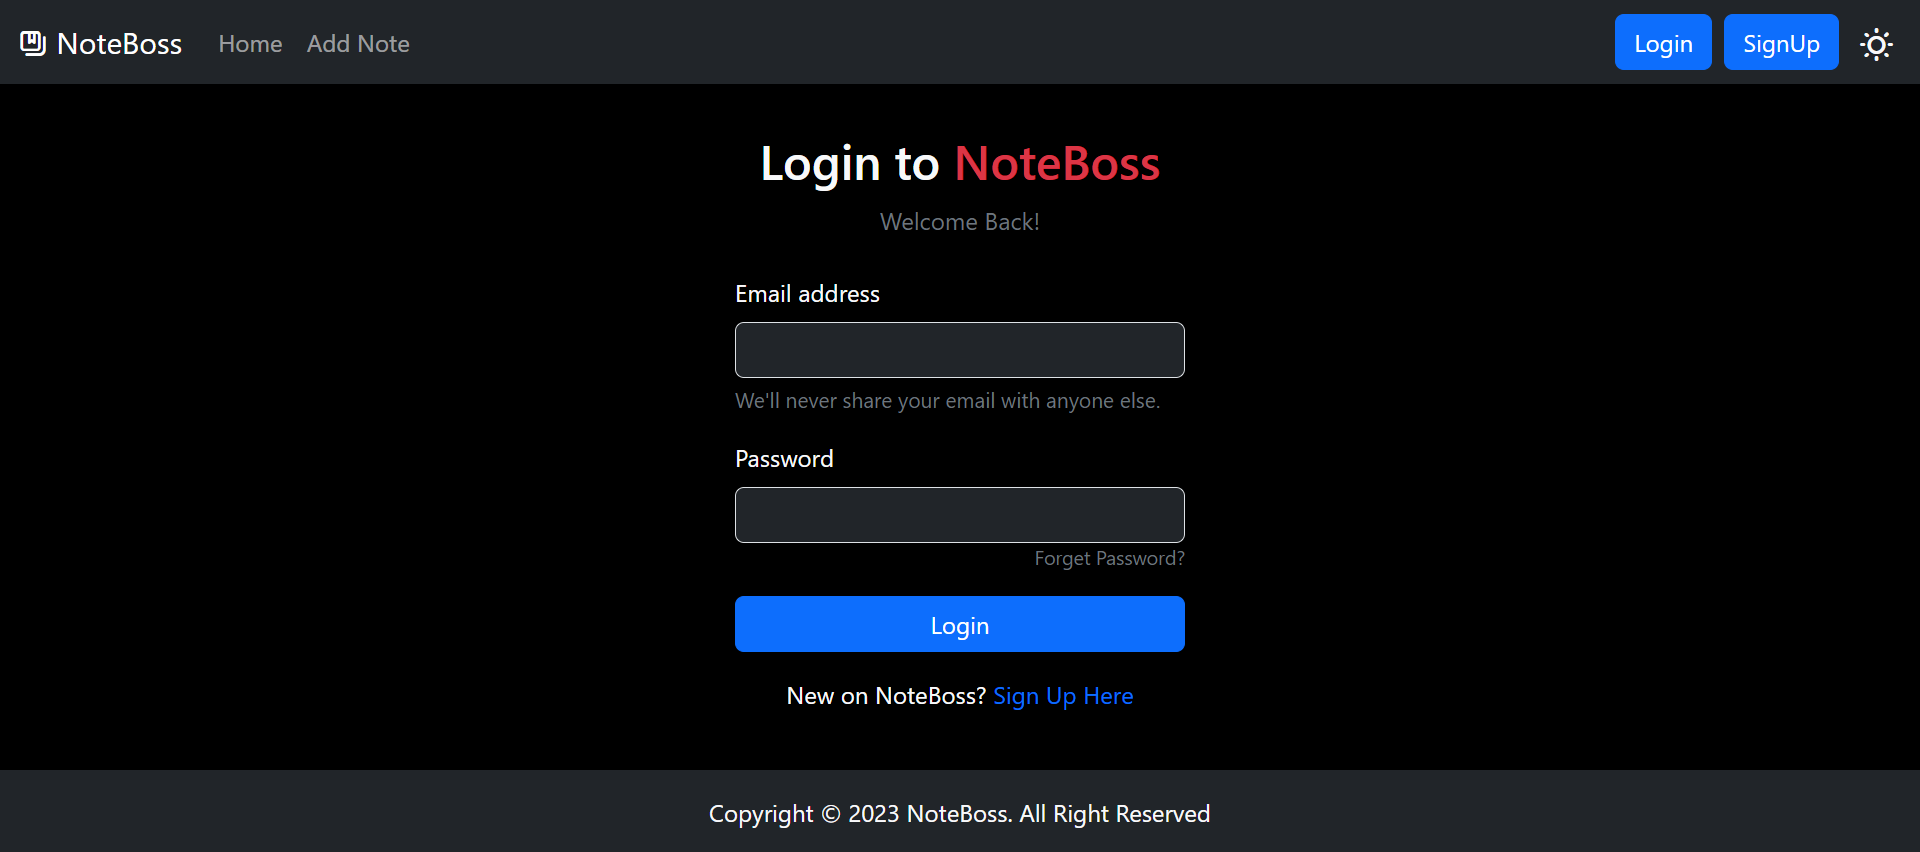 NoteBoss Home Add Note Login SignUp
Login to NoteBoss
Welcome Back!
Email address
We'll never share your email with anyone else.
Password
Forget Password?
Login
New on NoteBoss? Sign Up Here
Copyright © 2023 NoteBoss. All Right Reserved